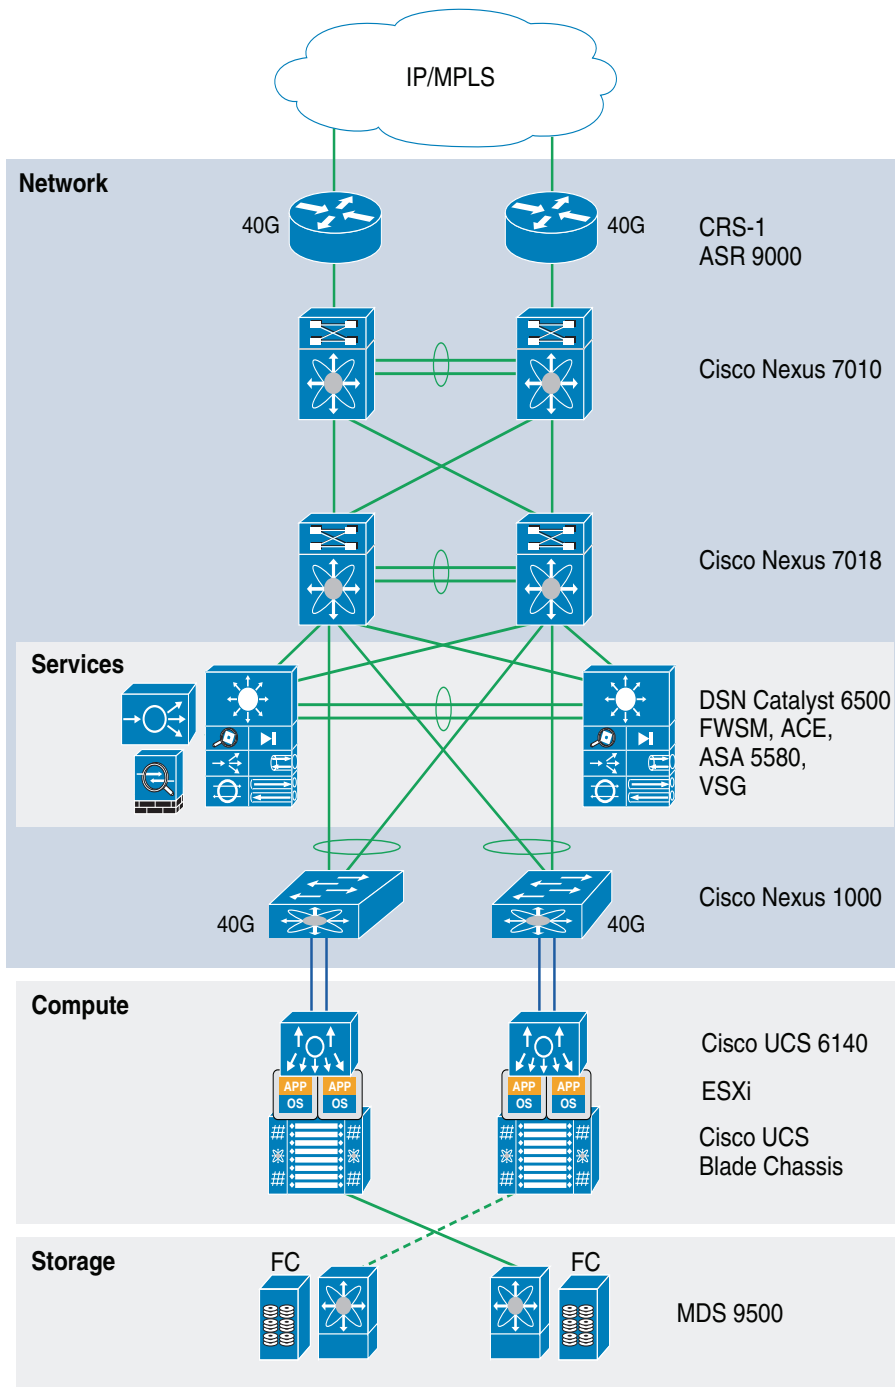 IP/MPLS
Network
40G
40G
CRS-1
ASR 9000
Cisco Nexus 7010
Cisco Nexus 7018
Services
DSN Catalyst 6500
FWSM, ACE,
ASA 5580,
VSG
Cisco Nexus 1000
40G
40G
Compute
Cisco UCS 6140
APP
APP
APP
APP
OS
OS
OS
OS
ESXi
Cisco UCS
Blade Chassis
Storage
FC
FC
MDS 9500